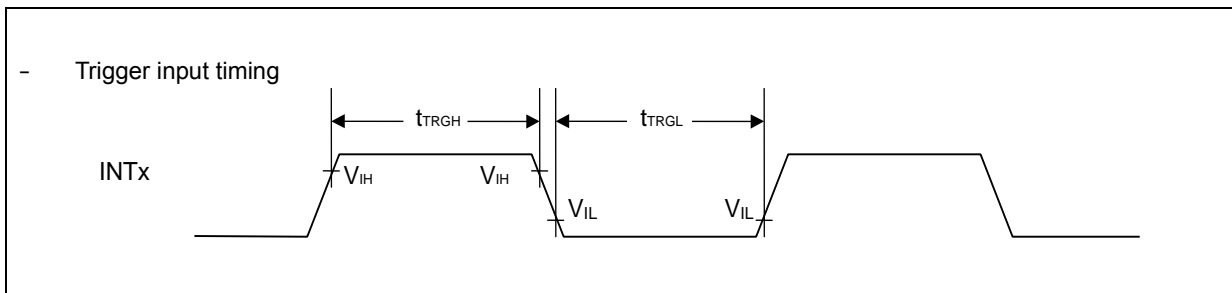 - Trigger input timing
tTRGH tTRGL
INTx VIH VIH
VIL VIL